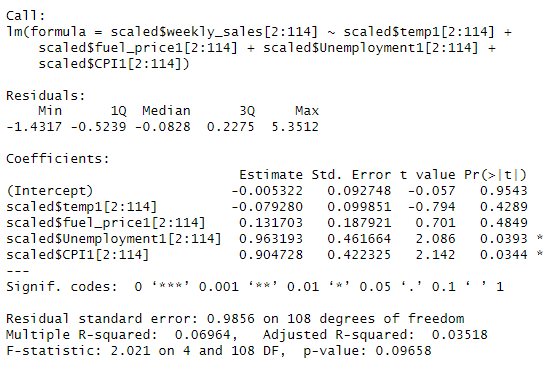 Call:
lm(formula = scaled$weekly_sales[2:114] ~ scaled$temp1[2:114] +
    scaled$fuel_price1[2:114] + scaled$Unemployment1[2:114] +
    scaled$CPI1[2:114])

Residuals:
    Min      1Q  Median      3Q     Max
-1.4317 -0.5239 -0.0828  0.2275  5.3512

Coefficients:
                             Estimate Std. Error t value Pr(>|t|)
(Intercept)                 -0.005322   0.092748  -0.057   0.9543
scaled$temp1[2:114]         -0.079280   0.099851  -0.794   0.4289
scaled$fuel_price1[2:114]    0.131703   0.187921   0.701   0.4849
scaled$Unemployment1[2:114]  0.963193   0.461664   2.086   0.0393 *
scaled$CPI1[2:114]           0.904728   0.422325   2.142   0.0344 *
---
Signif. codes:  0 ‘***’ 0.001 ‘**’ 0.01 ‘*’ 0.05 ‘.’ 0.1 ‘ ’ 1

Residual standard error: 0.9856 on 108 degrees of freedom
Multiple R-squared:  0.06964,   Adjusted R-squared:  0.03518
F-statistic: 2.021 on 4 and 108 DF,  p-value: 0.09658